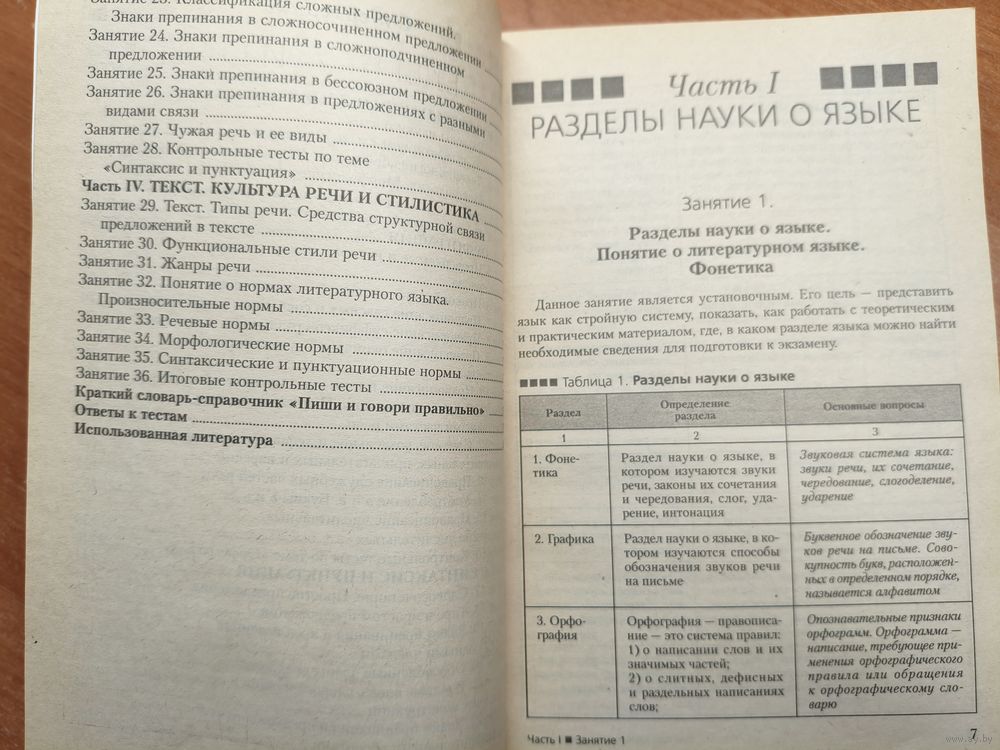 Занятие 23. Классификация сложных предложений.
Знаки препинания в сложносочиненном предложении
Занятие 24. Знаки препинания в сложноподчиненном
предложении
Занятие 25. Знаки препинания в бессоюзном предложении
Занятие 26. Знаки препинания в предложениях с разными
видами связи
Занятие 27. Чужая речь и ее виды
Занятие 28. Контрольные тесты по теме
«Синтаксис и пунктуация»
Часть IV. ТЕКСТ. КУЛЬТУРА РЕЧИ И СТИЛИСТИКА
Занятие 29. Текст. Типы речи. Средства структурной связи
предложений в тексте
Занятие 30. Функциональные стили речи
Занятие 31. Жанры речи
Занятие 32. Понятие о нормах литературного языка.
Произносительные нормы
Занятие 33. Речевые нормы
Занятие 34. Морфологические нормы
Занятие 35. Синтаксические и пунктуационные нормы
Занятие 36. Итоговые контрольные тесты
Краткий словарь-справочник «Пиши и говори правильно»
Ответы к тестам
Использованная литература
Часть I
РАЗДЕЛЫ НАУКИ О ЯЗЫКЕ
Занятие 1.
Разделы науки о языке.
Понятие о литературном языке.
Фонетика
Данное занятие является установочным. Его цель — представить
язык как стройную систему, показать, как работать с теоретическим
и практическим материалом, где, в каком разделе языка можно найти
необходимые сведения для подготовки к экзамену.
Таблица 1. Разделы науки о языке
Раздел
Определение
раздела
Основные вопросы
1
2
3
1. Фоне-
тика
Раздел науки о языке, в
котором изучаются звуки
речи, законы их сочетания
и чередования, слог, уда-
рение, интонация
Звуковая система языка:
звуки речи, их сочетание,
чередование, слогоделение,
ударение
2. Графика
Раздел науки о языке, в ко-
тором изучаются способы
обозначения звуков речи
на письме
Буквенное обозначение зву-
ков речи на письме. Сово-
купность букв, расположен-
ных в определенном порядке,
называется алфавитом
3. Орфо-
графия
Орфография — правописа-
ние — это система правил:
1) о написании слов и их
значимых частей;
2) о слитных, дефисных
и раздельных написаниях
слов;
Опознавательные признаки
орфограмм. Орфограмма —
написание, требующее при-
менения орфографического
правила или обращения
к орфографическому сло-
варю
Часть I ■ Занятие 1
7
www.ay.by